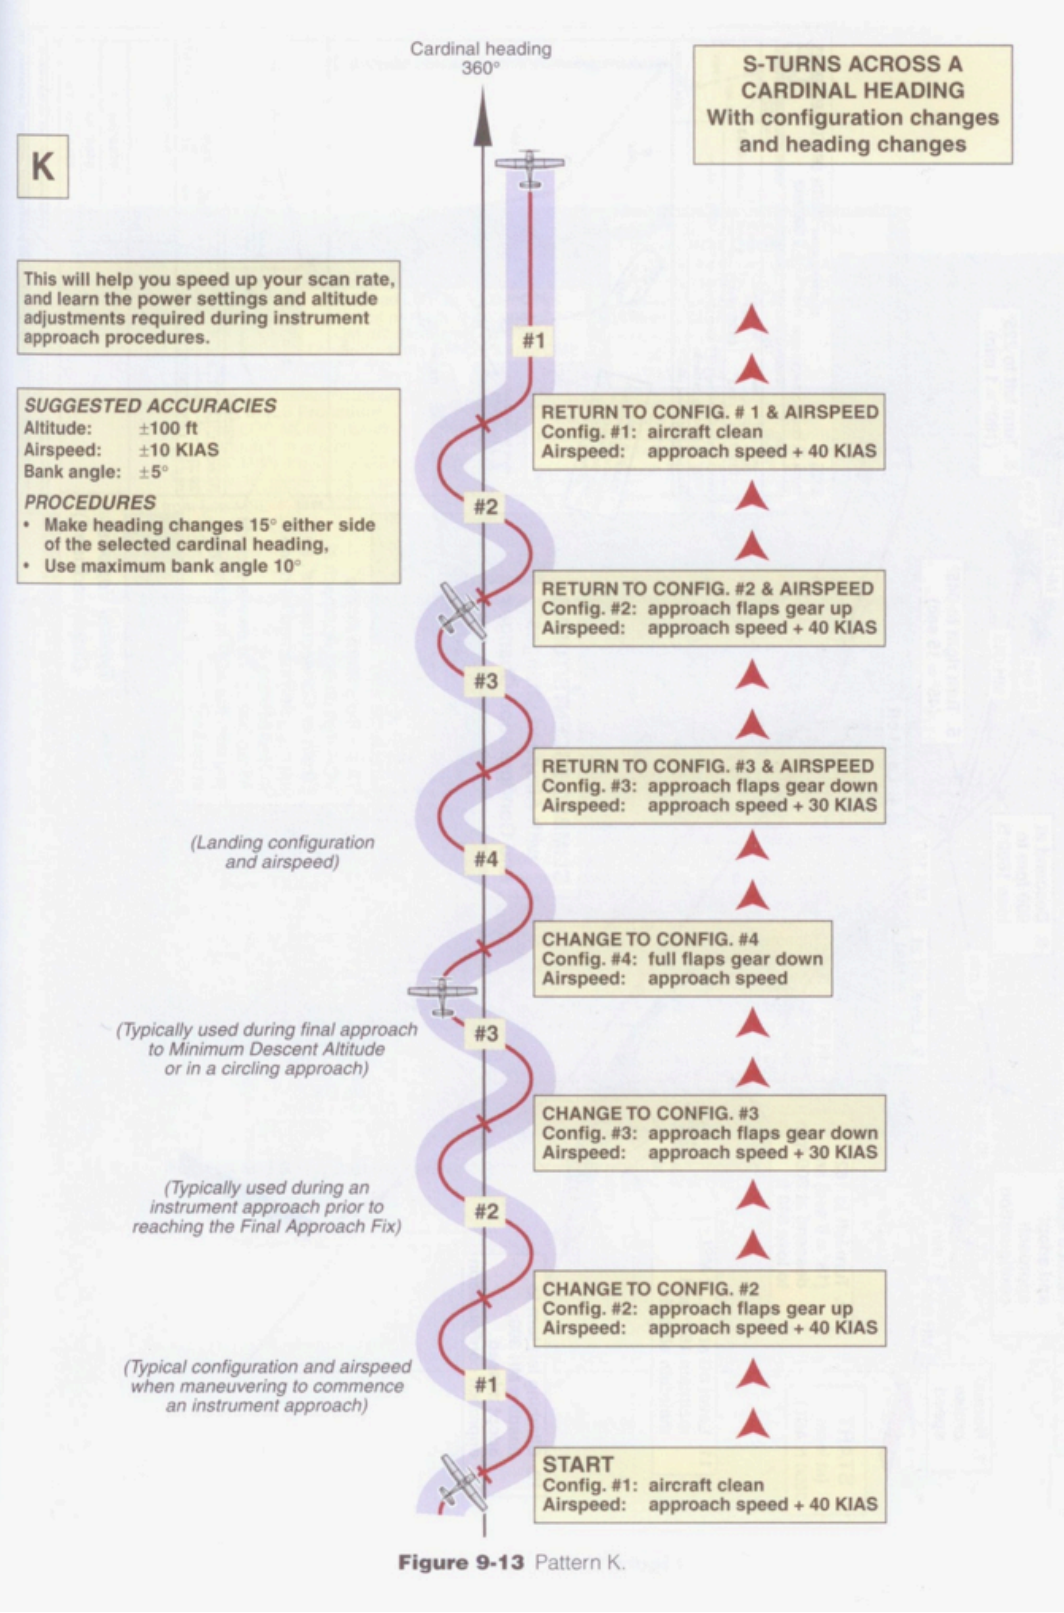 Cardinal heading
360°
S-TURNS ACROSS A
CARDINAL HEADING
With configuration changes
and heading changes
K
This will help you speed up your scan rate,
and learn the power settings and altitude
adjustments required during instrument
approach procedures.
SUGGESTED ACCURACIES
Altitude: ±100 ft
Airspeed: ±10 KIAS
Bank angle: ±5°
PROCEDURES
• Make heading changes 15° either side
of the selected cardinal heading,
• Use maximum bank angle 10°
#1
RETURN TO CONFIG. # 1 & AIRSPEED
Config. #1: aircraft clean
Airspeed: approach speed + 40 KIAS
#2
RETURN TO CONFIG. #2 & AIRSPEED
Config. #2: approach flaps gear up
Airspeed: approach speed + 40 KIAS
#3
RETURN TO CONFIG. #3 & AIRSPEED
Config. #3: approach flaps gear down
Airspeed: approach speed + 30 KIAS
(Landing configuration
and airspeed)
#4
CHANGE TO CONFIG. #4
Config. #4: full flaps gear down
Airspeed: approach speed
(Typically used during final approach
to Minimum Descent Altitude
or in a circling approach)
#3
CHANGE TO CONFIG. #3
Config. #3: approach flaps gear down
Airspeed: approach speed + 30 KIAS
(Typically used during an
instrument approach prior to
reaching the Final Approach Fix)
#2
CHANGE TO CONFIG. #2
Config. #2: approach flaps gear up
Airspeed: approach speed + 40 KIAS
(Typical configuration and airspeed
when maneuvering to commence
an instrument approach)
#1
START
Config. #1: aircraft clean
Airspeed: approach speed + 40 KIAS
Figure 9-13 Pattern K.